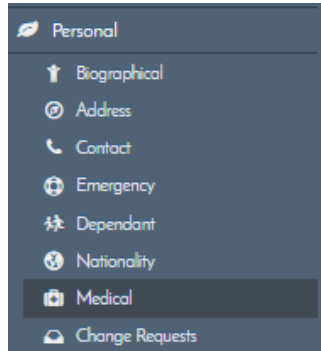 Personal
Biographical
Address
Contact
Emergency
Dependant
Nationality
Medical
Change Requests